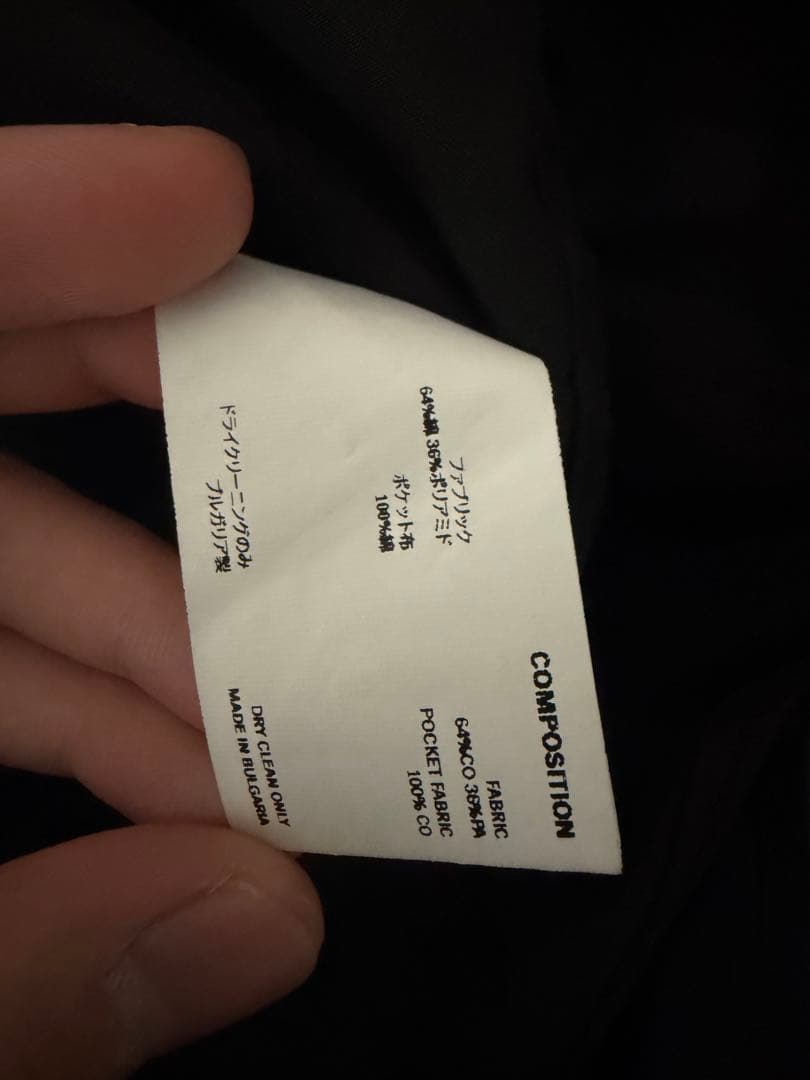 COMPOSITION
FABRIC
64%CO 36%PA
POCKET FABRIC
100% CO
DRY CLEAN ONLY
MADE IN BULGARIA
ファブリック
64%綿 36%ポリアミド
ポケット布
100%綿
ドライクリーニングのみ
ブルガリア製